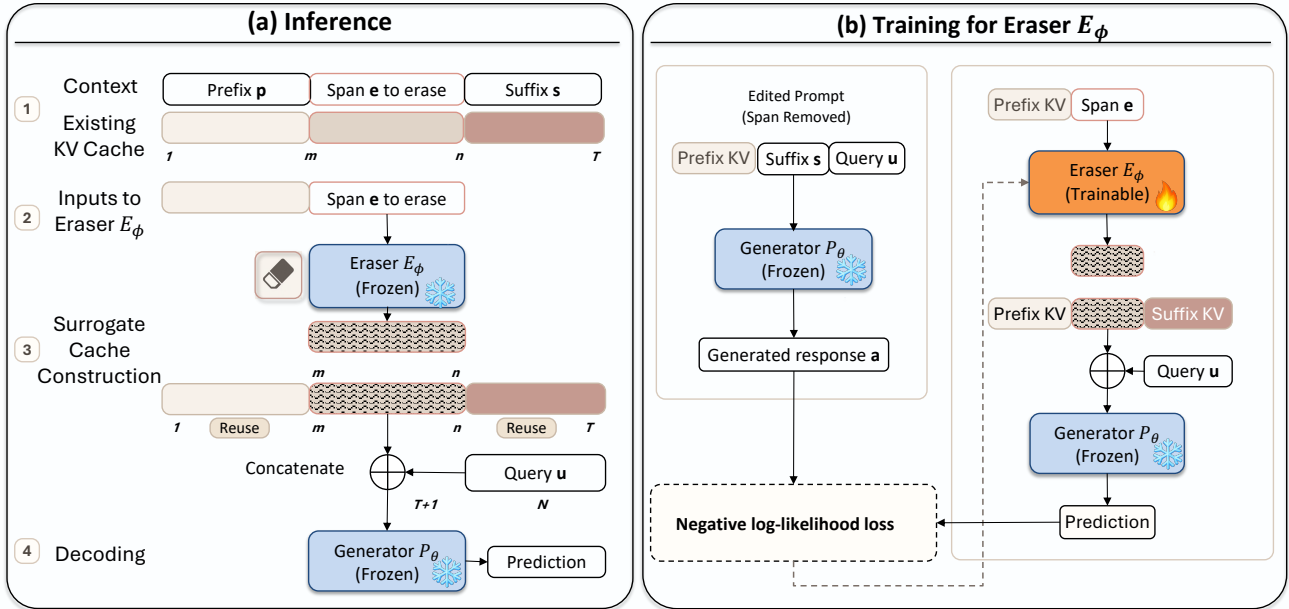 (a) Inference
1
Context
Prefix p
Span e to erase
Suffix s
Existing
KV Cache
1
m
n
T
2
Inputs to
Eraser E_ϕ
Span e to erase
Eraser E_ϕ
(Frozen)
3
Surrogate
Cache
Construction
m
n
1
Reuse
m
n
Reuse
T
Concatenate
Query u
T+1
N
4
Decoding
Generator P_θ
(Frozen)
Prediction
(b) Training for Eraser E_ϕ
Edited Prompt
(Span Removed)
Prefix KV
Suffix s
Query u
Generator P_θ
(Frozen)
Generated response a
Negative log-likelihood loss
Prefix KV
Span e
Eraser E_ϕ
(Trainable)
Prefix KV
Suffix KV
Query u
Generator P_θ
(Frozen)
Prediction